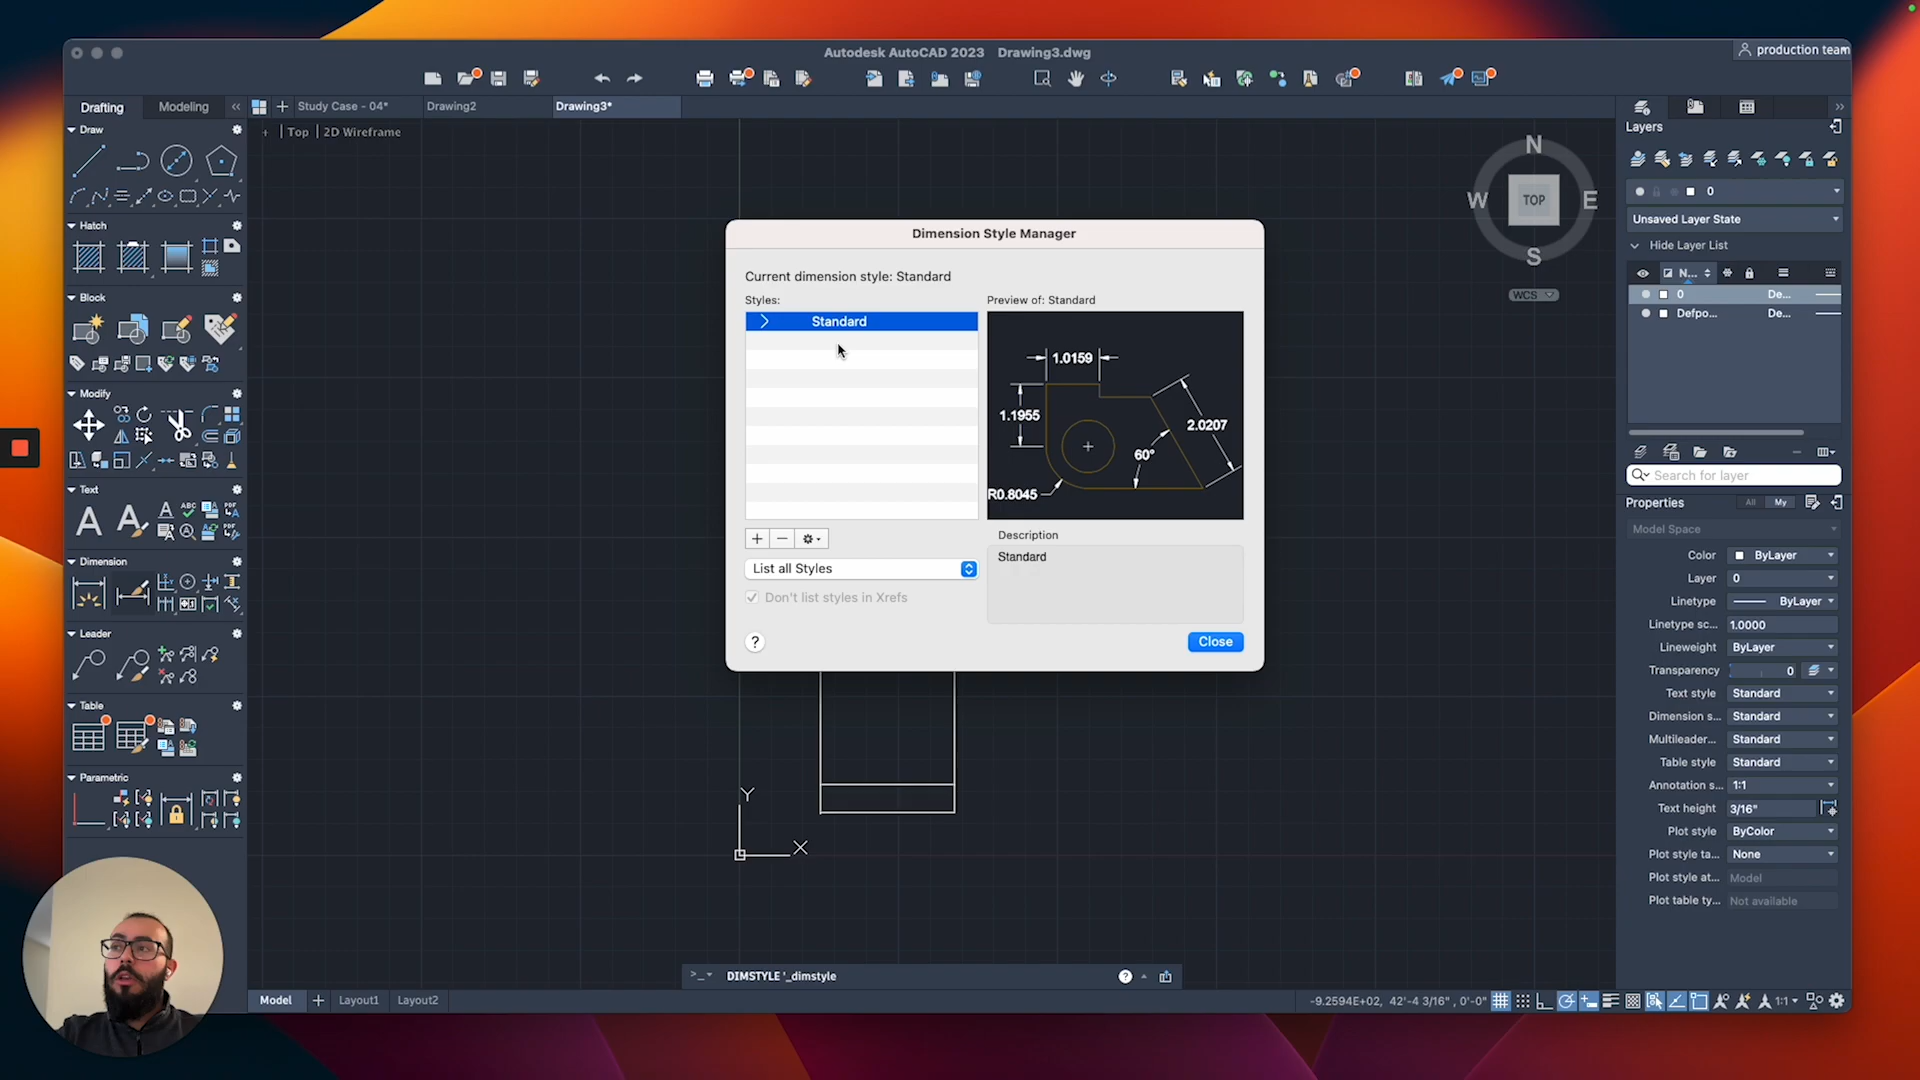 Autodesk AutoCAD 2023 Drawing3.dwg
production team
Drafting
Modeling
Study Case - 04*
Drawing2
Drawing3*
+ | Top | 2D Wireframe
Draw
Hatch
Block
Modify
Text
Dimension
Leader
Table
Parametric
N
W
TOP
E
S
WCS
Dimension Style Manager
Current dimension style: Standard
Styles:
Preview of: Standard
Standard
1.0159
1.1955
2.0207
60°
R0.8045
Description
Standard
List all Styles
Don't list styles in Xrefs
?
Close
Y
X
>_ DIMSTYLE '_dimstyle
Model
Layout1
Layout2
-9.2594E+02, 42'-4 3/16" , 0'-0"
1:1
Layers
0
Unsaved Layer State
Hide Layer List
N...
0 De...
Defpo... De...
Search for layer
Properties
All
My
Model Space
Color ByLayer
Layer 0
Linetype ByLayer
Linetype sc... 1.0000
Lineweight ByLayer
Transparency 0
Text style Standard
Dimension s... Standard
Multileader... Standard
Table style Standard
Annotation s... 1:1
Text height 3/16"
Plot style ByColor
Plot style ta... None
Plot style at... Model
Plot table ty... Not available